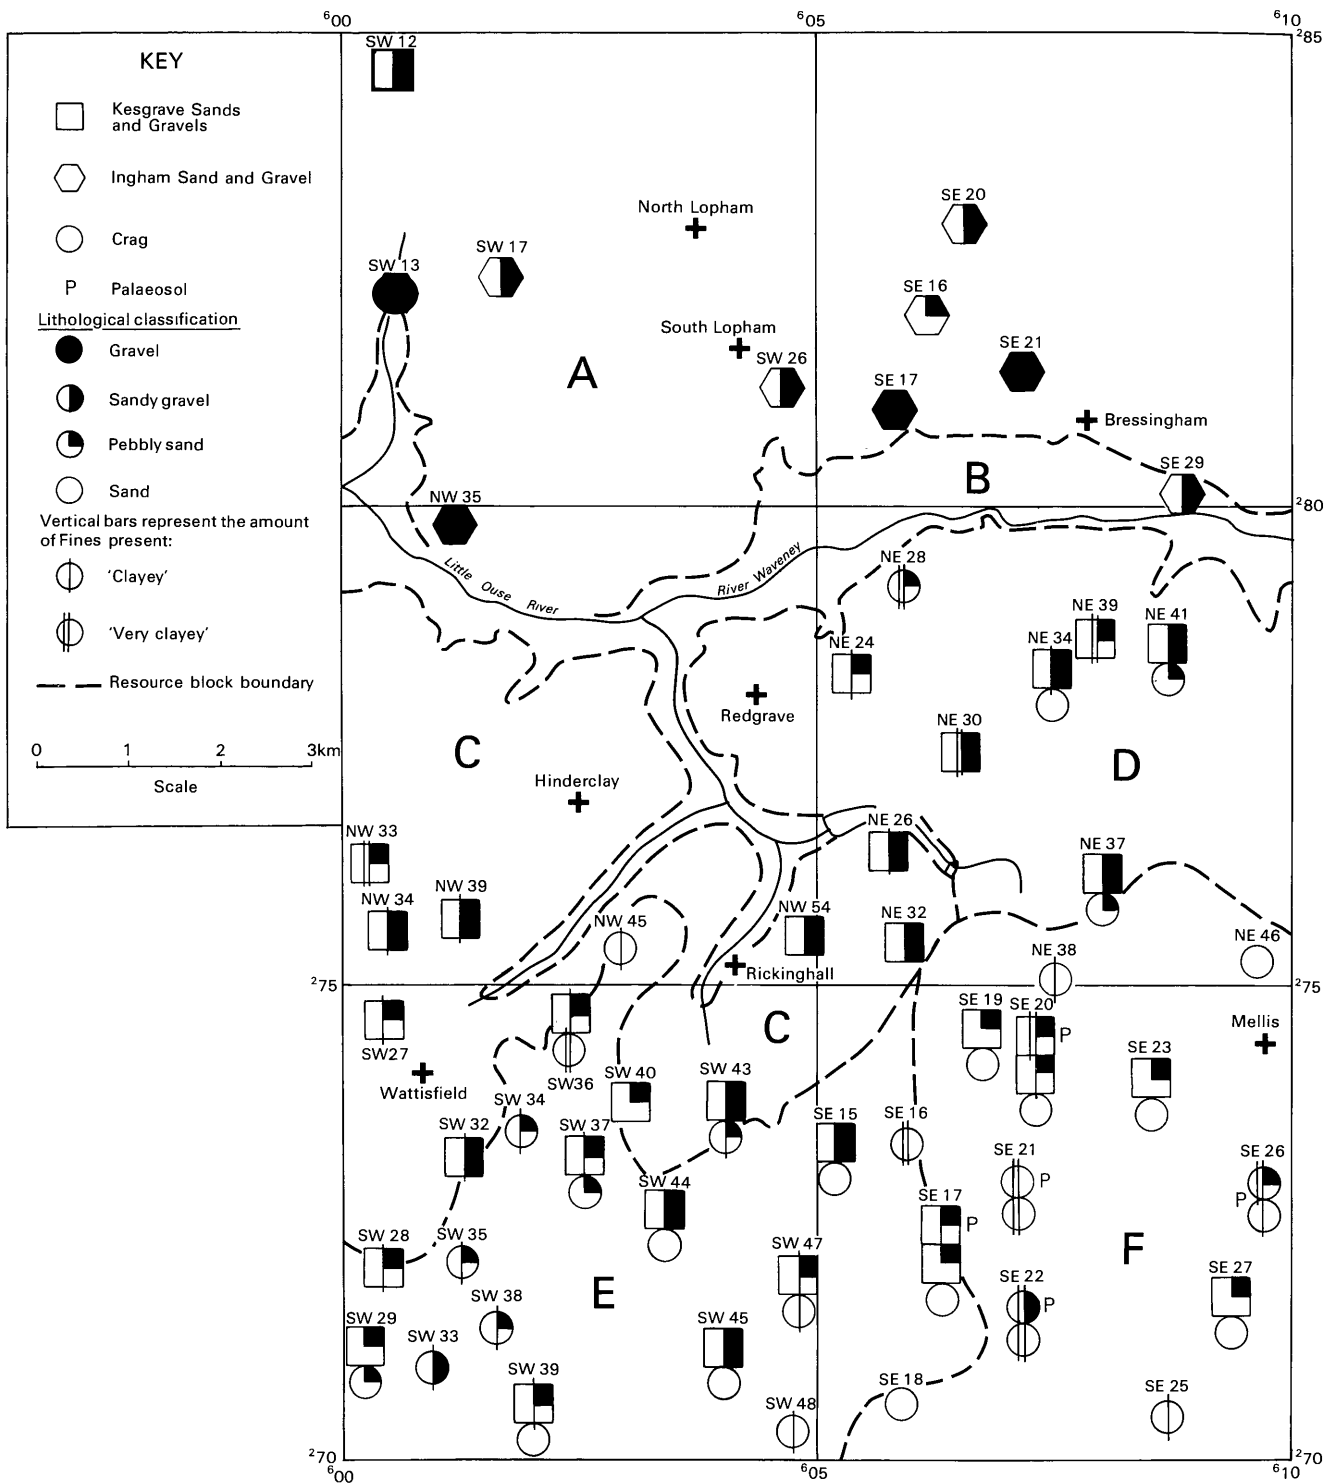 ⁶00
⁶05
⁶10
²85
KEY
Kesgrave Sands
and Gravels
Ingham Sand and Gravel
Crag
P Palaeosol
Lithological classification
Gravel
Sandy gravel
Pebbly sand
Sand
Vertical bars represent the amount
of Fines present:
'Clayey'
'Very clayey'
Resource block boundary
0 1 2 3km
Scale
SW 12
SE 20
North Lopham
SW 17
SW 13
SE 16
South Lopham
SW 26
SE 21
A
SE 17
Bressingham
B
SE 29
NW 35
²80
Little Ouse River
River Waveney
NE 28
NE 39
NE 41
NE 34
NE 24
Redgrave
NE 30
C
D
Hinderclay
NW 33
NE 26
NE 37
NW 34
NW 39
NW 45
NW 54
NE 32
NE 38
NE 46
Rickinghall
²75
SW27
SW36
C
SE 19
SE 20
P
Mellis
SE 23
Wattisfield
SW 40
SW 43
SW 34
SW 32
SW 37
SE 15
SE 16
SE 21
P
SE 26
P
SW 44
SE 17
P
SW 28
SW 35
SW 47
F
E
SE 22
P
SE 27
SW 38
SW 29
SW 33
SW 45
SW 39
SE 18
SE 25
SW 48
²70
²70
⁶00
⁶05
⁶10